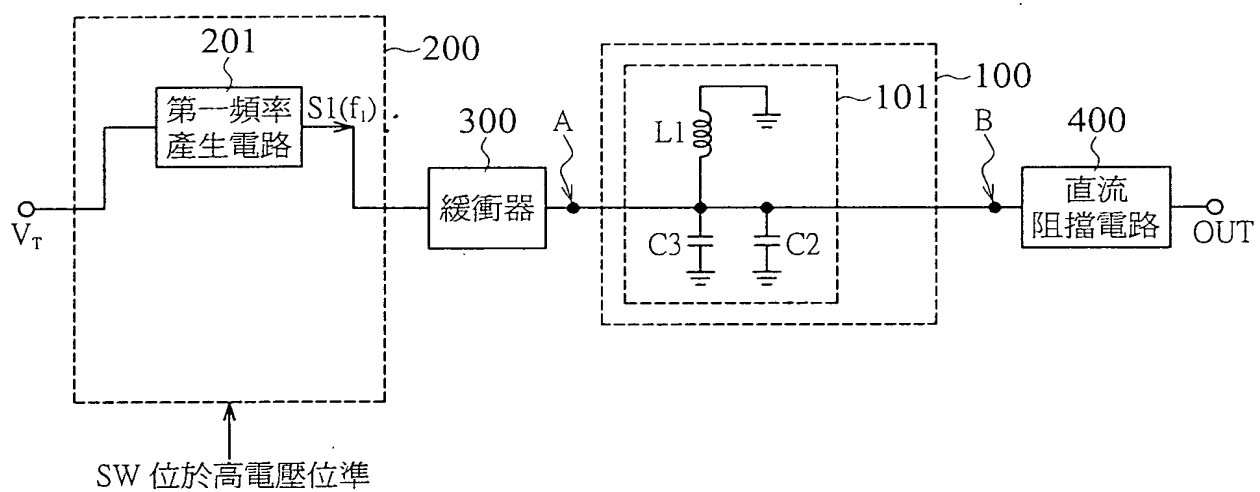 201
200
第一頻率
產生電路
S1(f₁)
V_T
300
緩衝器
A
100
101
L1
C3
C2
B
400
直流
阻擋電路
OUT
SW 位於高電壓位準